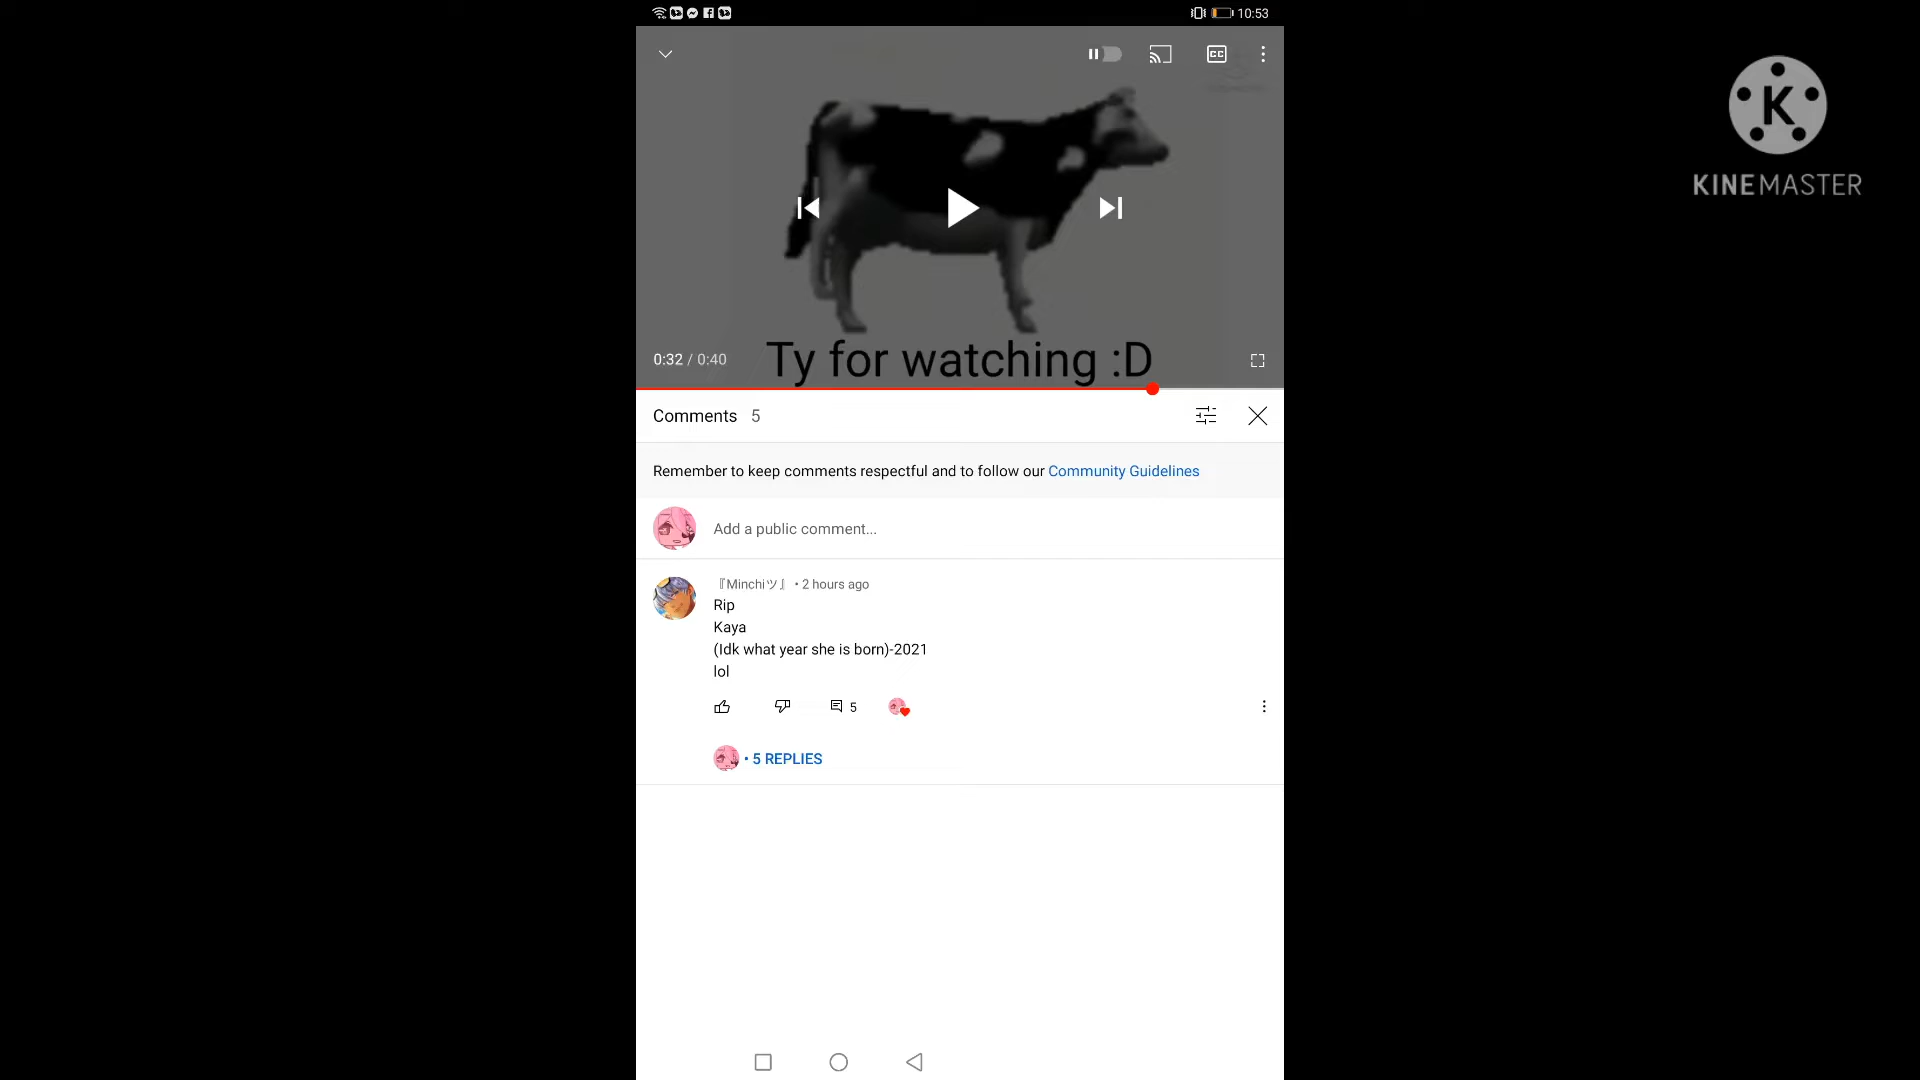 10:53
CC
0:32 / 0:40
Ty for watching :D
K
KINEMASTER
Comments 5
Remember to keep comments respectful and to follow our Community Guidelines
Add a public comment...
『Minchiツ』 • 2 hours ago
Rip
Kaya
(Idk what year she is born)-2021
lol
5
• 5 REPLIES